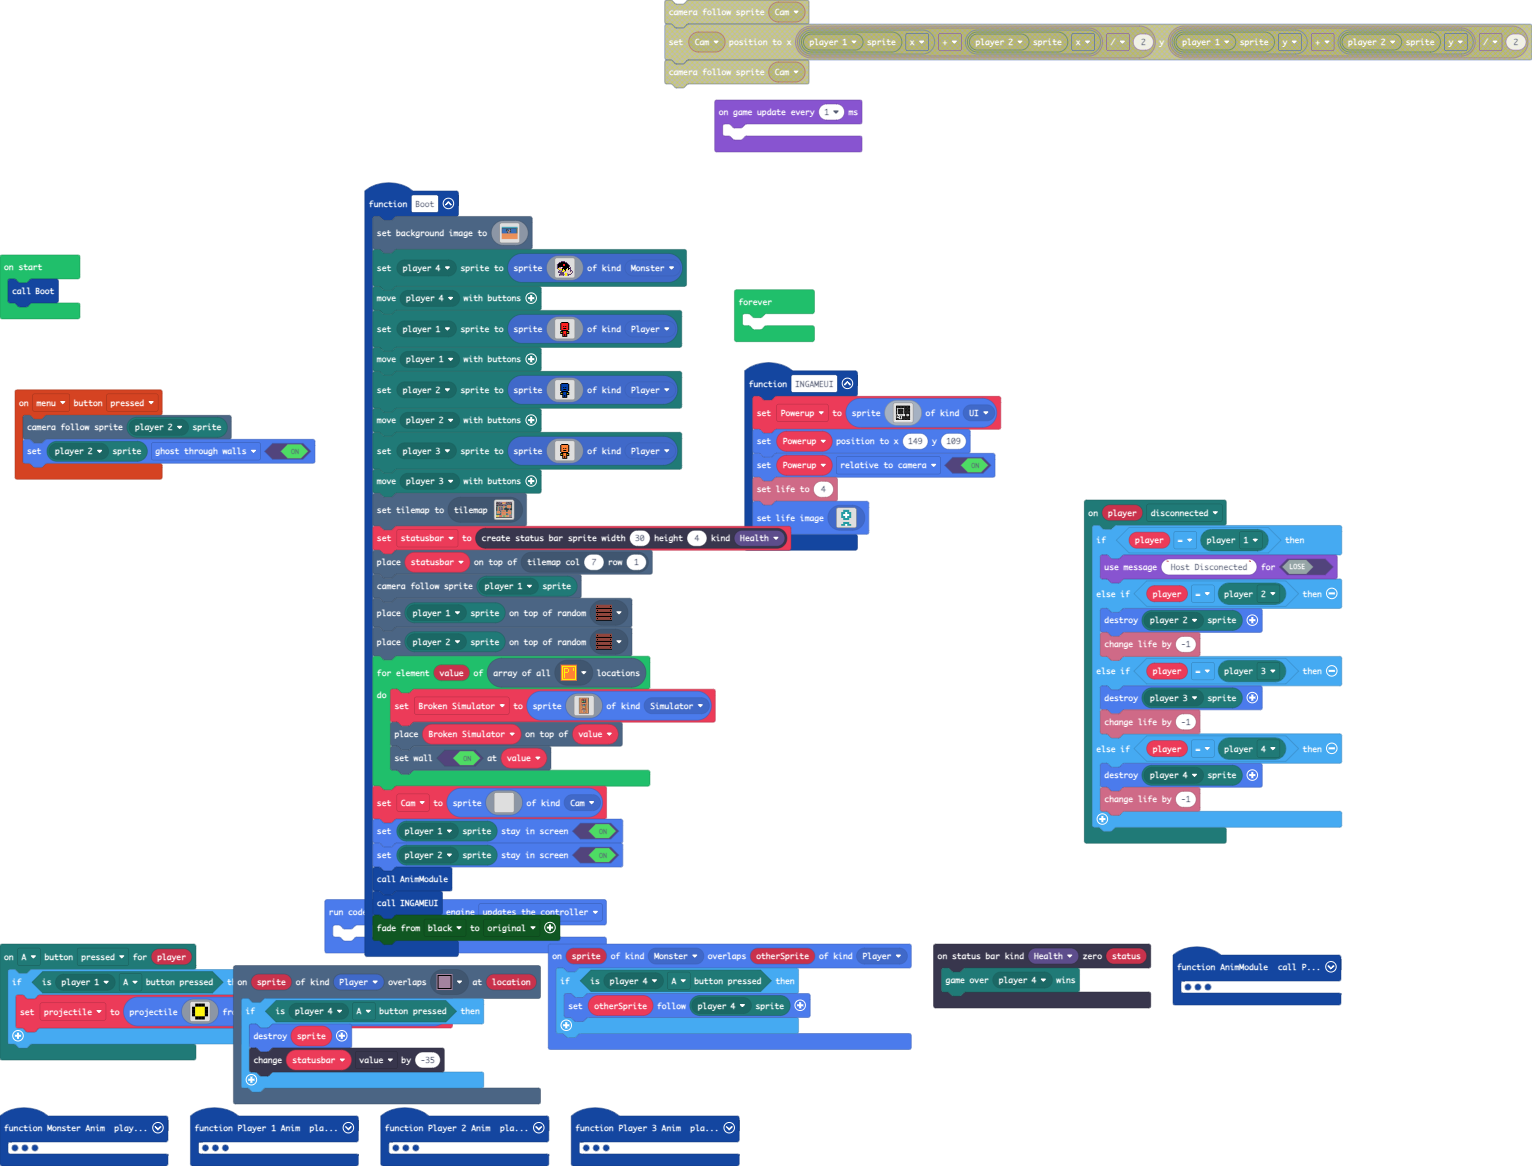 camera follow sprite Cam
set Cam position to x player 1 sprite x + player 2 sprite x / 2 y player 1 sprite y + player 2 sprite y / 2
camera follow sprite Cam
on game update every 1 ms
function Boot
set background image to
on start
call Boot
set player 4 sprite to sprite of kind Monster
move player 4 with buttons
forever
set player 1 sprite to sprite of kind Player
move player 1 with buttons
set player 2 sprite to sprite of kind Player
move player 2 with buttons
set player 3 sprite to sprite of kind Player
move player 3 with buttons
set tilemap to tilemap
set statusbar to create status bar sprite width 30 height 4 kind Health
place statusbar on top of tilemap col 7 row 1
camera follow sprite player 1 sprite
place player 1 sprite on top of random
place player 2 sprite on top of random
for element value of array of all locations
do
set Broken Simulator to sprite of kind Simulator
place Broken Simulator on top of value
set wall ON at value
set Cam to sprite of kind Cam
set player 1 sprite stay in screen ON
set player 2 sprite stay in screen ON
call AnimModule
call INGAMEUI
fade from black to original
on menu button pressed
camera follow sprite player 2 sprite
set player 2 sprite ghost through walls ON
function INGAMEUI
set Powerup to sprite of kind UI
set Powerup position to x 149 y 109
set Powerup relative to camera ON
set life to 4
set life image
on player disconnected
if player = player 1 then
use message Host Disconected for LOSE
else if player = player 2 then
destroy player 2 sprite
change life by -1
else if player = player 3 then
destroy player 3 sprite
change life by -1
else if player = player 4 then
destroy player 4 sprite
change life by -1
run code engine updates the controller
on A button pressed for player
if is player 1 A button pressed
set projectile to projectile
on sprite of kind Player overlaps at location
if is player 4 A button pressed then
destroy sprite
change statusbar value by -35
on sprite of kind Monster overlaps otherSprite of kind Player
if is player 4 A button pressed then
set otherSprite follow player 4 sprite
on status bar kind Health zero status
game over player 4 wins
function AnimModule call P...
function Monster Anim play...
function Player 1 Anim pla...
function Player 2 Anim pla...
function Player 3 Anim pla...